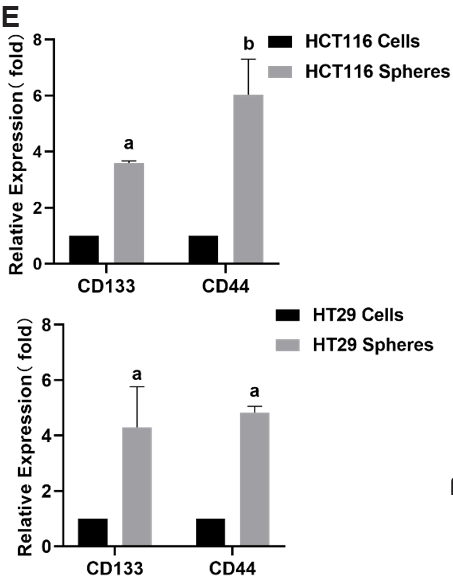 E
Relative Expression( fold)
8
6
4
2
0
a
b
HCT116 Cells
HCT116 Spheres
CD133
CD44
Relative Expression( fold)
8
6
4
2
0
a
a
HT29 Cells
HT29 Spheres
CD133
CD44